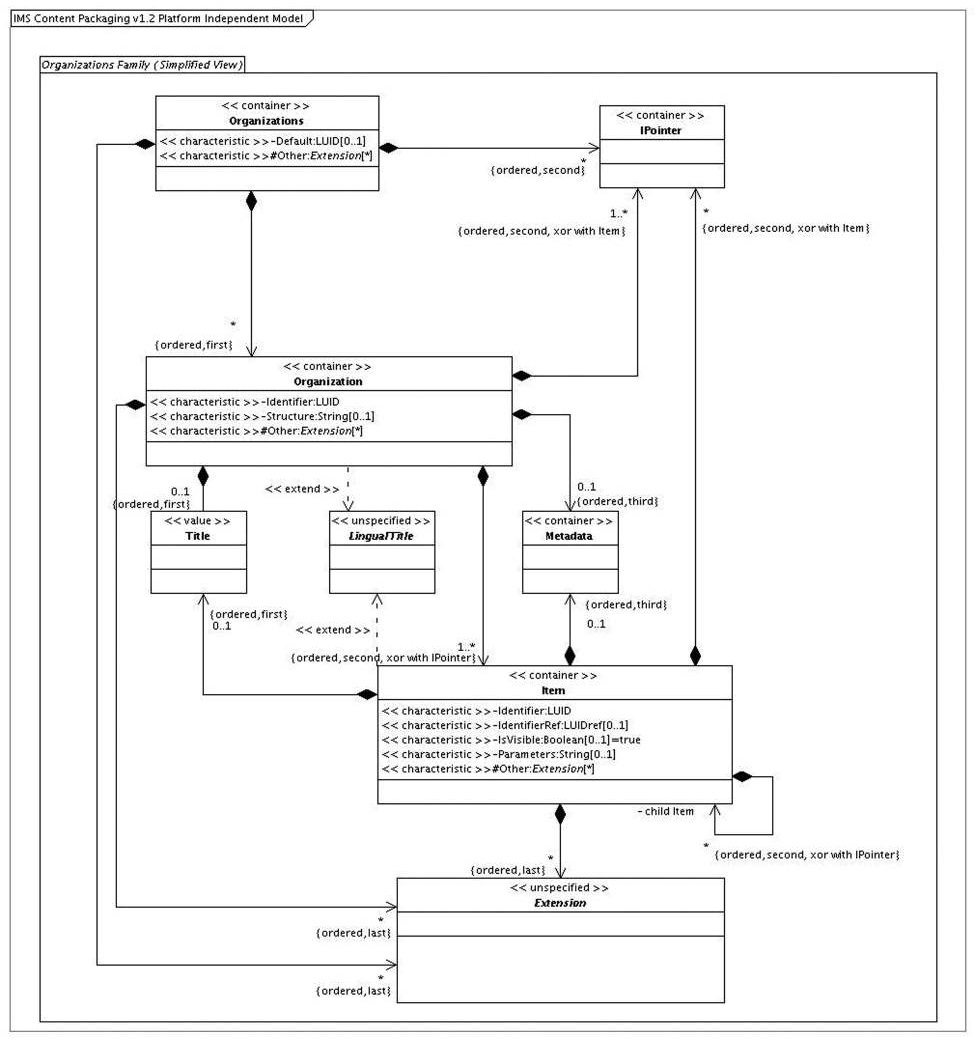 IMS Content Packaging v1.2 Platform Independent Model
Organizations Family (Simplified View)
<< container >>
Organizations
<< characteristic >>-Default:LUID[0..1]
<< characteristic >>#Other:Extension[*]
<< container >>
IPointer
*
{ordered,second}
1..*
{ordered,second, xor with Item}
*
{ordered,second, xor with Item}
*
{ordered,first}
<< container >>
Organization
<< characteristic >>-Identifier:LUID
<< characteristic >>-Structure:String[0..1]
<< characteristic >>#Other:Extension[*]
0..1
{ordered,first}
<< extend >>
0..1
{ordered,third}
<< value >>
Title
<< unspecified >>
LingualTitle
<< container >>
Metadata
{ordered,first}
0..1
<< extend >>
{ordered,third}
0..1
1..*
{ordered,second, xor with IPointer}
<< container >>
Item
<< characteristic >>-Identifier:LUID
<< characteristic >>-IdentifierRef:LUIDref[0..1]
<< characteristic >>-IsVisible:Boolean[0..1]=true
<< characteristic >>-Parameters:String[0..1]
<< characteristic >>#Other:Extension[*]
- child Item
*
{ordered,second, xor with IPointer}
*
{ordered,last}
<< unspecified >>
Extension
*
{ordered,last}
*
{ordered,last}